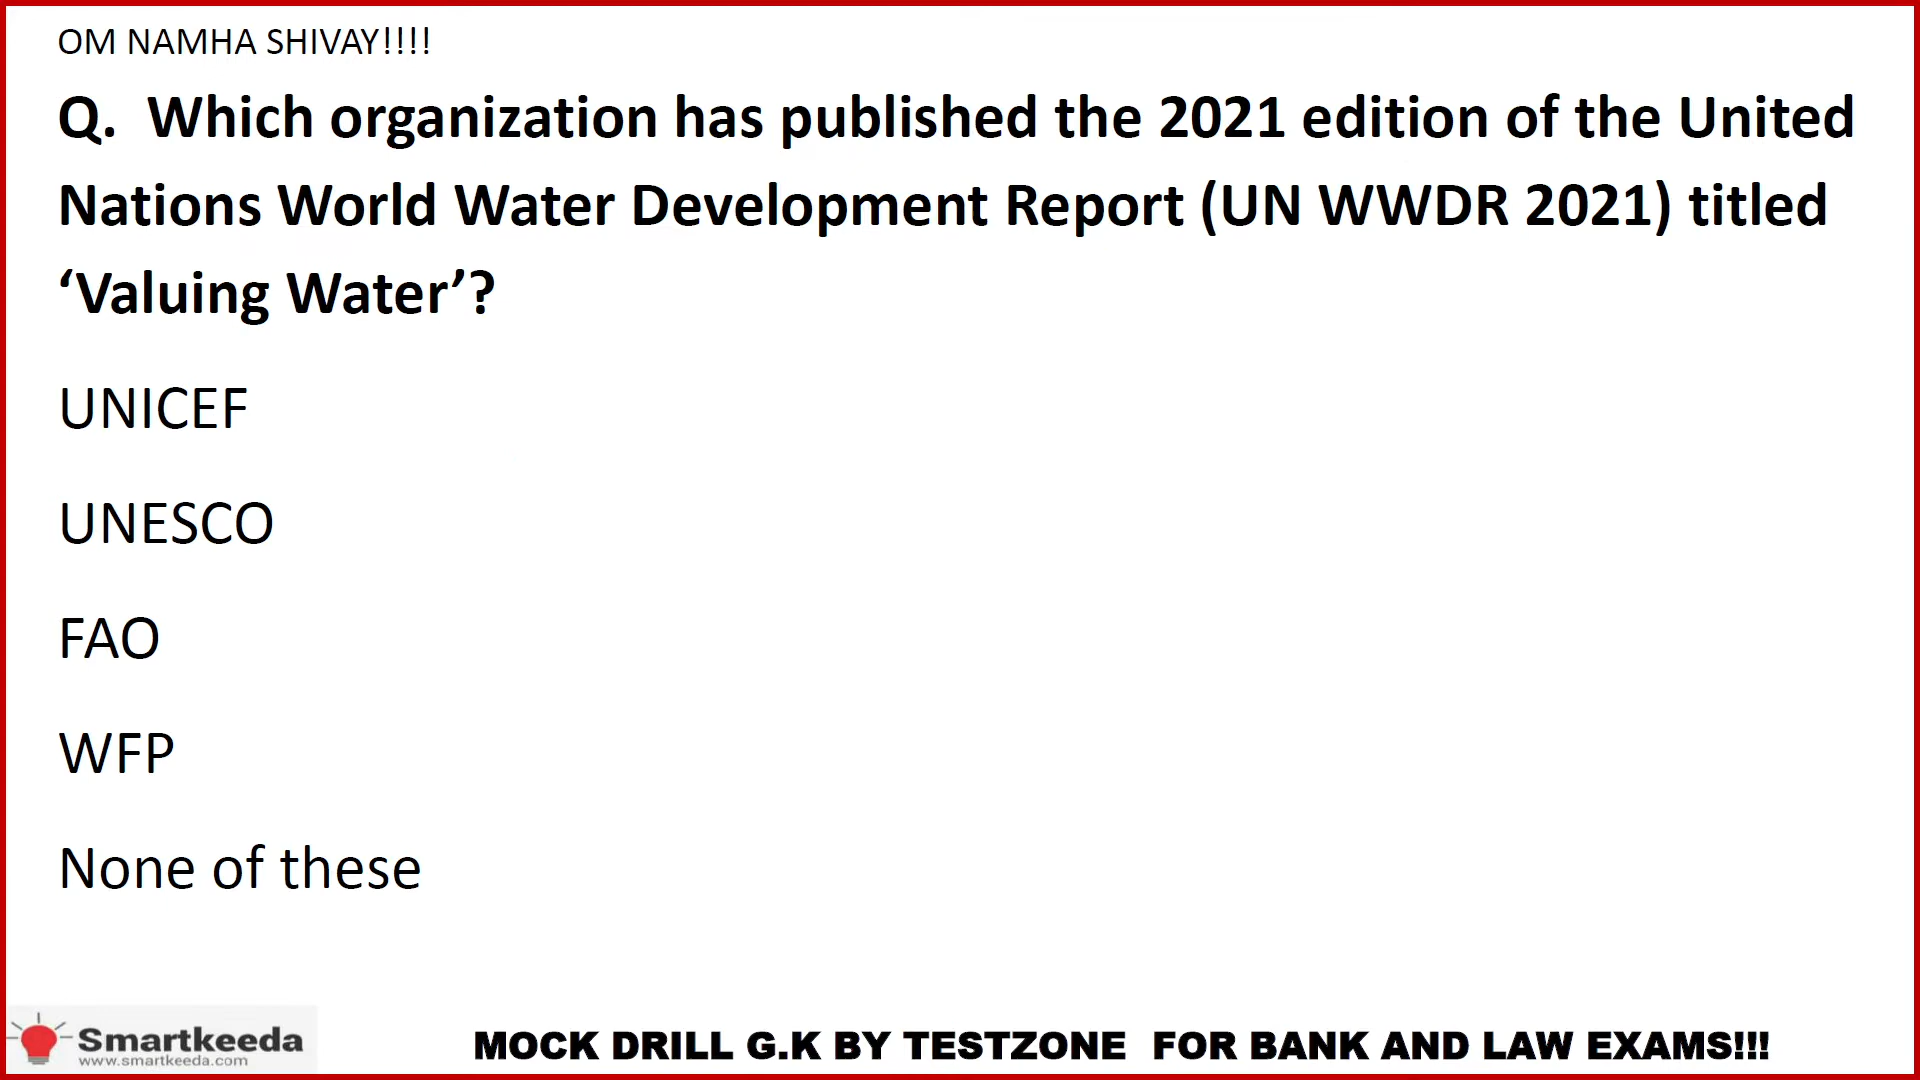 OM NAMHA SHIVAY!!!!
Q.  Which organization has published the 2021 edition of the United
Nations World Water Development Report (UN WWDR 2021) titled
‘Valuing Water’?
UNICEF
UNESCO
FAO
WFP
None of these
Smartkeeda
www.smartkeeda.com
MOCK DRILL G.K BY TESTZONE  FOR BANK AND LAW EXAMS!!!